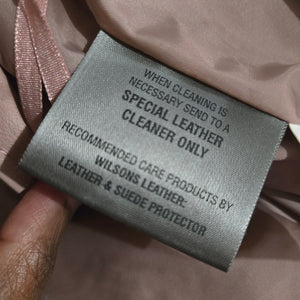 WHEN CLEANING IS
NECESSARY SEND TO A
SPECIAL LEATHER
CLEANER ONLY
RECOMMENDED CARE PRODUCTS BY
WILSONS LEATHER:
LEATHER & SUEDE PROTECTOR